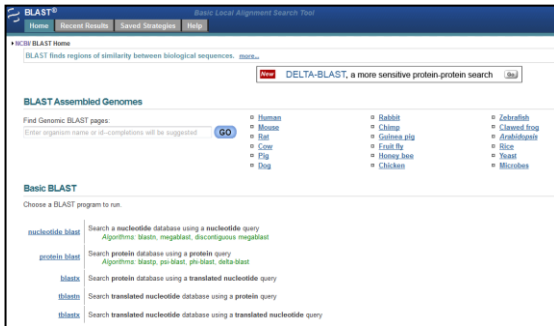 BLAST®
Basic Local Alignment Search Tool
Home Recent Results Saved Strategies Help
NCBI/ BLAST Home
BLAST finds regions of similarity between biological sequences. more...
New DELTA-BLAST, a more sensitive protein-protein search Go
BLAST Assembled Genomes
Find Genomic BLAST pages:
Enter organism name or id--completions will be suggested GO
Human Rabbit Zebrafish
Mouse Chimp Clawed frog
Rat Guinea pig Arabidopsis
Cow Fruit fly Rice
Pig Honey bee Yeast
Dog Chicken Microbes
Basic BLAST
Choose a BLAST program to run.
nucleotide blast Search a nucleotide database using a nucleotide query
Algorithms: blastn, megablast, discontiguous megablast
protein blast Search protein database using a protein query
Algorithms: blastp, psi-blast, phi-blast, delta-blast
blastx Search protein database using a translated nucleotide query
tblastn Search translated nucleotide database using a protein query
tblastx Search translated nucleotide database using a translated nucleotide query